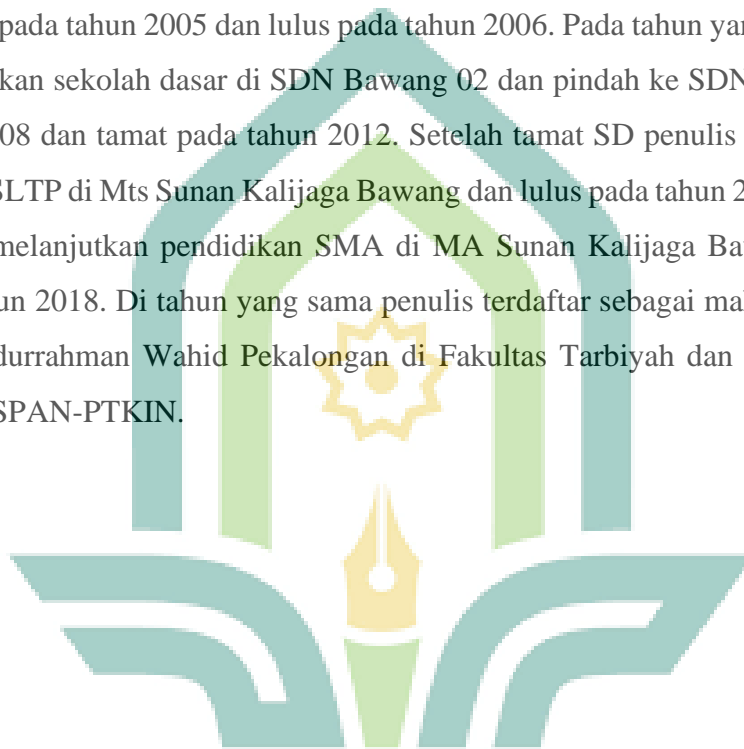 pada tahun 2005 dan lulus pada tahun 2006. Pada tahun yan
kan sekolah dasar di SDN Bawang 02 dan pindah ke SDN
08 dan tamat pada tahun 2012. Setelah tamat SD penulis
SLTP di Mts Sunan Kalijaga Bawang dan lulus pada tahun 2
melanjutkan pendidikan SMA di MA Sunan Kalijaga Ba
un 2018. Di tahun yang sama penulis terdaftar sebagai mal
durrahman Wahid Pekalongan di Fakultas Tarbiyah dan
SPAN-PTKIN.